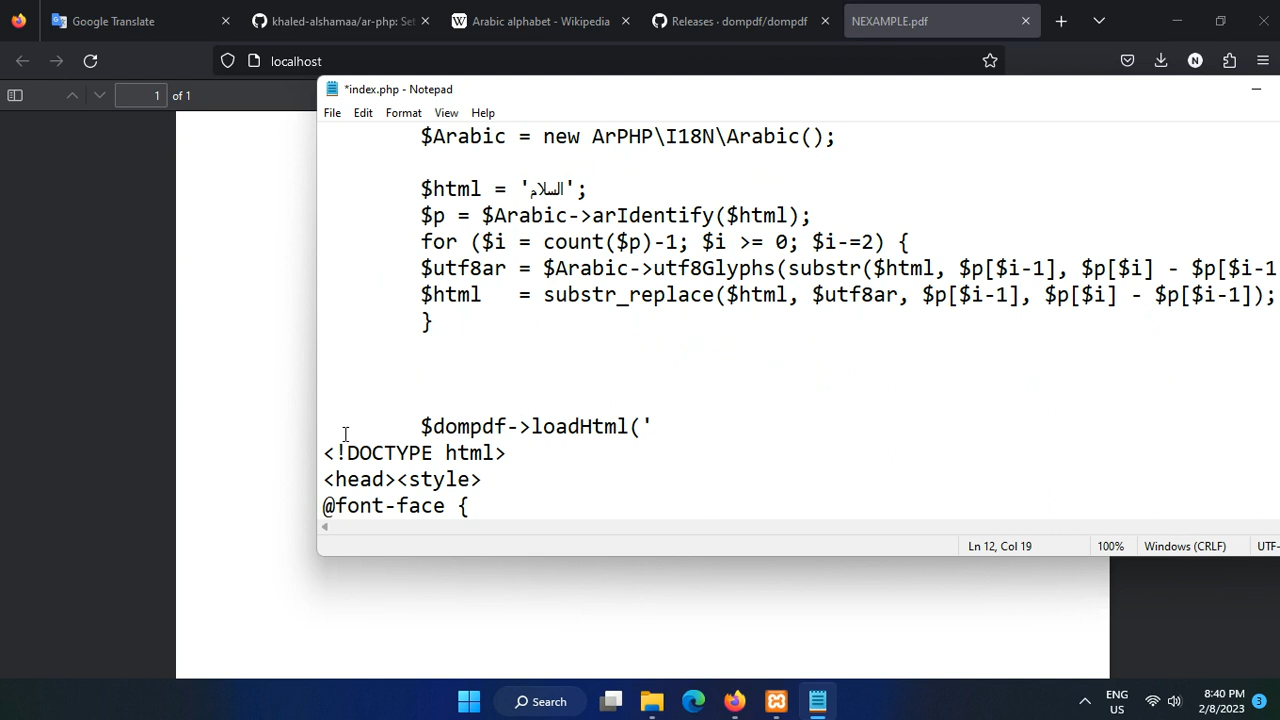 Google Translate
khaled-alshamaa/ar-php: Set
Arabic alphabet - Wikipedia
Releases · dompdf/dompdf
NEXAMPLE.pdf
localhost
N
1 of 1
*index.php - Notepad
File Edit Format View Help
$Arabic = new ArPHP\I18N\Arabic();
$html = 'السلام';
$p = $Arabic->arIdentify($html);
for ($i = count($p)-1; $i >= 0; $i-=2) {
$utf8ar = $Arabic->utf8Glyphs(substr($html, $p[$i-1], $p[$i] - $p[$i-1
$html   = substr_replace($html, $utf8ar, $p[$i-1], $p[$i] - $p[$i-1]);
}
$dompdf->loadHtml('
<!DOCTYPE html>
<head><style>
@font-face {
Ln 12, Col 19
100%
Windows (CRLF)
UTF-
Search
ENG
US
8:40 PM
2/8/2023
3